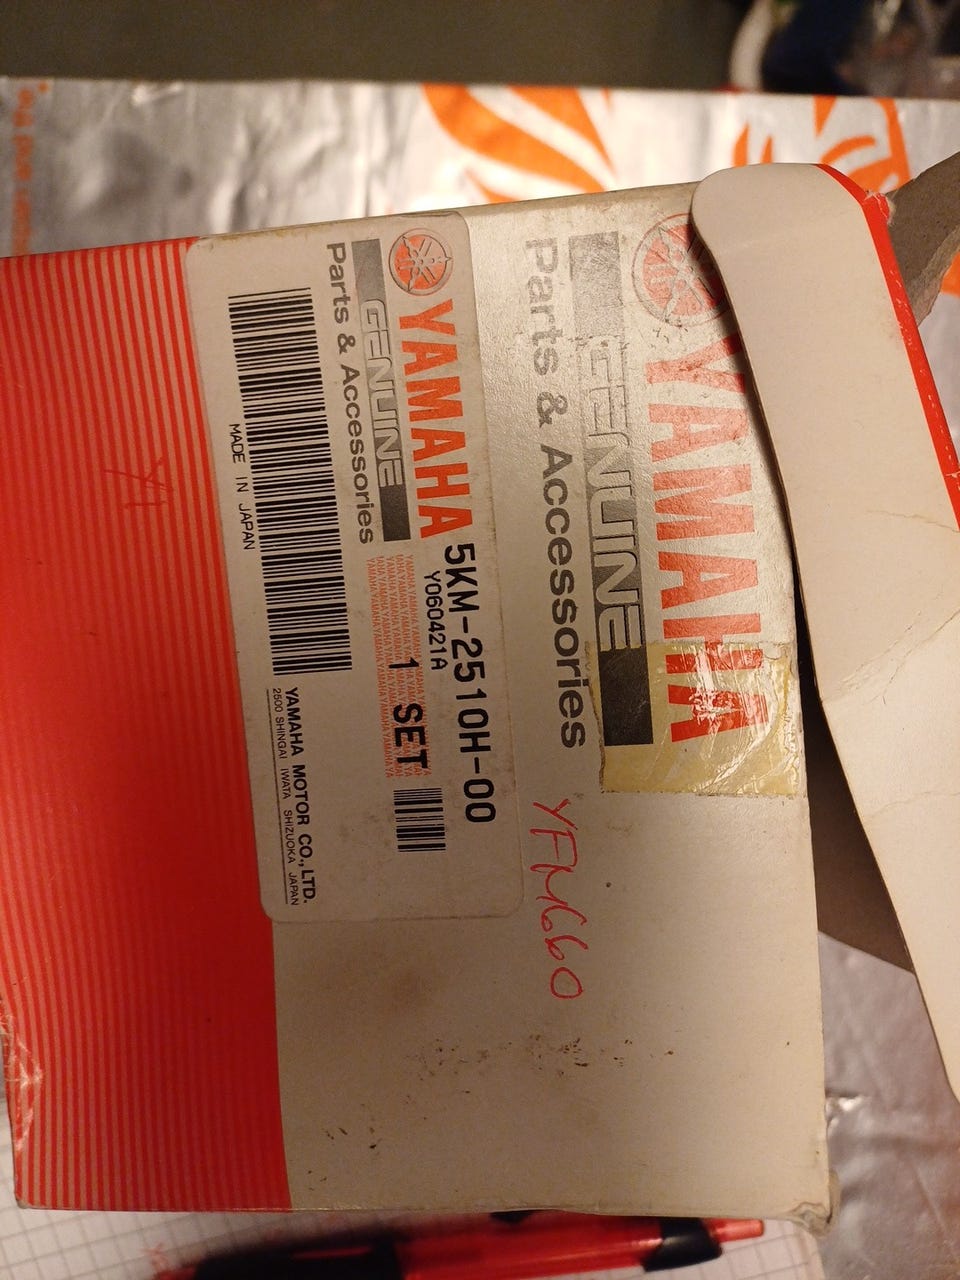 YAMAHA
GENUINE
Parts & Accessories
YFM660
YAMAHA
GENUINE
Parts & Accessories
5KM-2510H-00
Y060421A
1 SET
MADE IN JAPAN
YAMAHA MOTOR CO., LTD.
2500 SHINGAI IWATA SHIZUOKA JAPAN